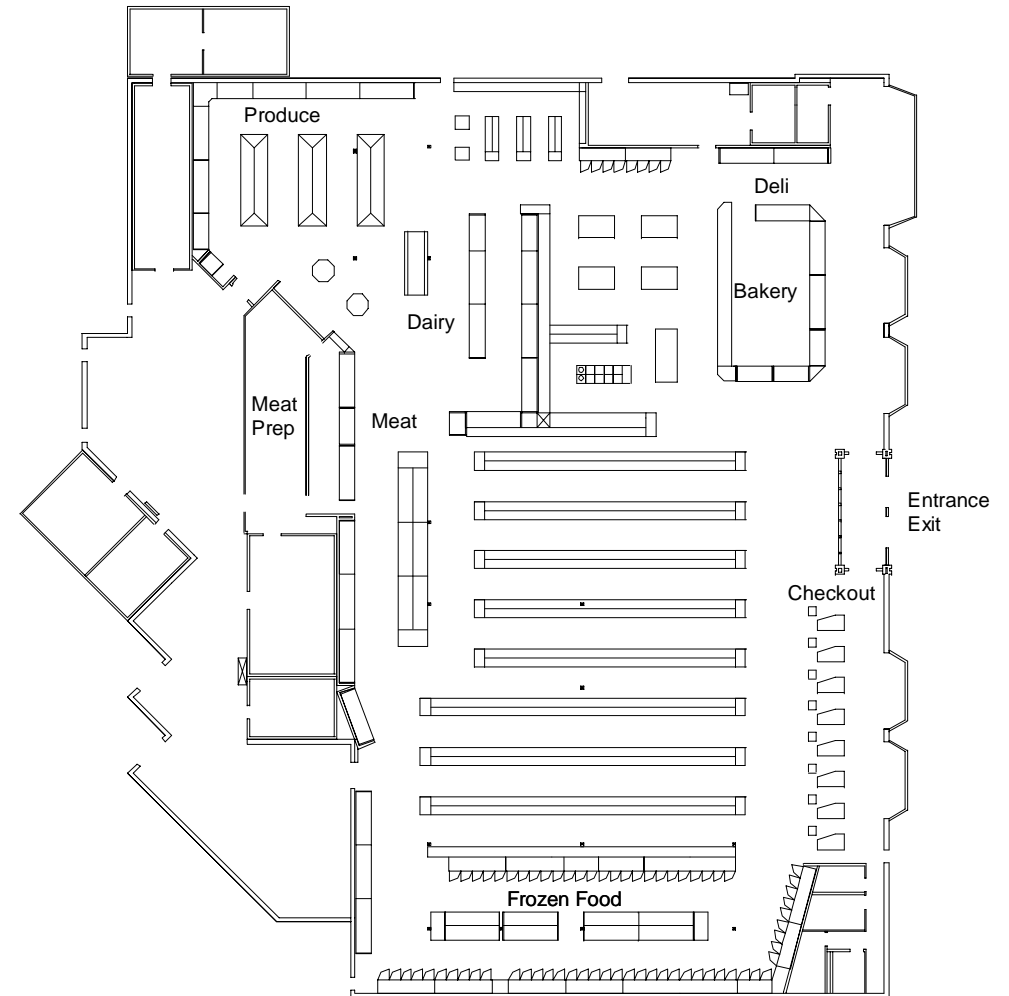 Produce
Deli
Bakery
Dairy
Meat
Prep
Meat
Entrance
Exit
Checkout
Frozen Food